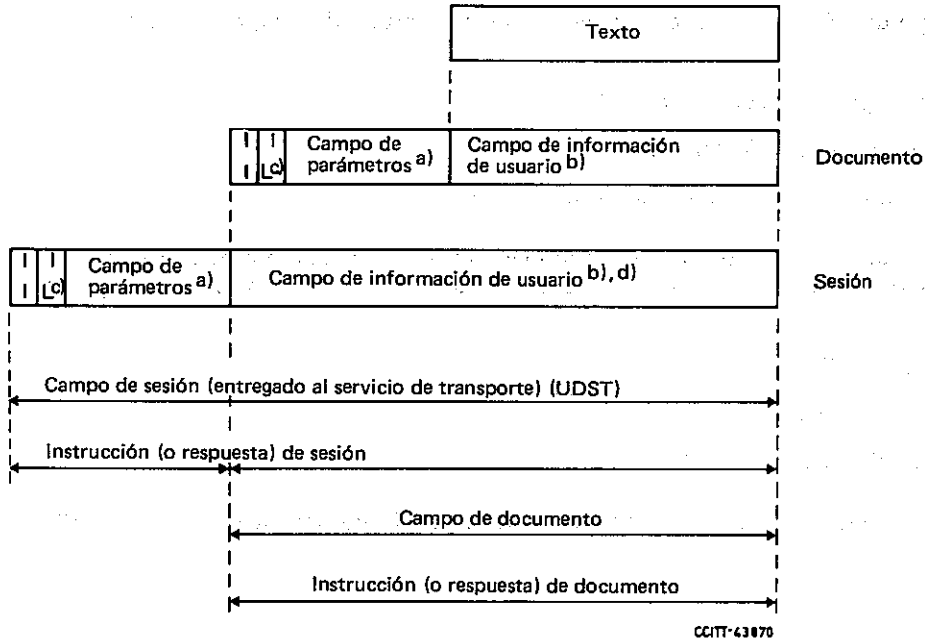 Texto
I I L c) Campo de parámetros a)
Campo de información
de usuario b)
Documento
I I L c) Campo de
parámetros a)
Campo de información de usuario b), d)
Sesión
Campo de sesión (entregado al servicio de transporte) (UDST)
Instrucción (o respuesta) de sesión
Campo de documento
Instrucción (o respuesta) de documento
CCITT-43870